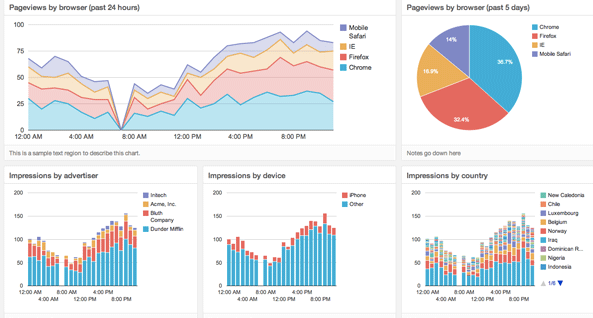 Pageviews by browser (past 24 hours)
100
75
50
25
0
12:00 AM
4:00 AM
8:00 AM
12:00 PM
4:00 PM
8:00 PM
Mobile
Safari
IE
Firefox
Chrome
This is a sample text region to describe this chart.
Pageviews by browser (past 5 days)
14%
36.7%
16.9%
32.4%
Chrome
Firefox
IE
Mobile Safari
Notes go down here
Impressions by advertiser
200
150
100
50
0
12:00 AM
4:00 AM
8:00 AM
12:00 PM
4:00 PM
8:00 PM
Initech
Acme, Inc.
Bluth
Company
Dunder Mifflin
Impressions by device
200
150
100
50
0
12:00 AM
4:00 AM
8:00 AM
12:00 PM
4:00 PM
8:00 PM
iPhone
Other
Impressions by country
200
150
100
50
0
12:00 AM
4:00 AM
8:00 AM
12:00 PM
4:00 PM
8:00 PM
New Caledonia
Chile
Luxembourg
Belgium
Norway
Iraq
Dominican R...
Nigeria
Indonesia
1/6